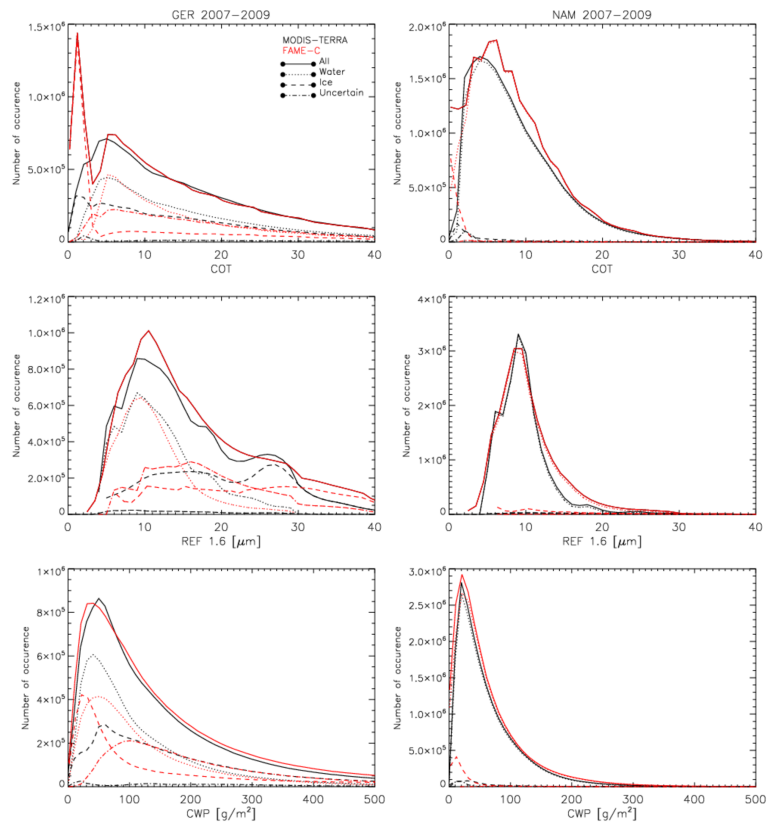 GER 2007-2009
NAM 2007-2009
1.5×10⁶
1.0×10⁶
5.0×10⁵
0
Number of occurence
MODIS-TERRA
FAME-C
All
Water
Ice
Uncertain
0 10 20 30 40
COT
2.0×10⁶
1.5×10⁶
1.0×10⁶
5.0×10⁵
0
Number of occurence
0 10 20 30 40
COT
1.2×10⁶
1.0×10⁶
8.0×10⁵
6.0×10⁵
4.0×10⁵
2.0×10⁵
0
Number of occurence
0 10 20 30 40
REF 1.6 [μm]
4×10⁶
3×10⁶
2×10⁶
1×10⁶
0
Number of occurence
0 10 20 30 40
REF 1.6 [μm]
1×10⁶
8×10⁵
6×10⁵
4×10⁵
2×10⁵
0
Number of occurence
0 100 200 300 400 500
CWP [g/m²]
3.0×10⁶
2.5×10⁶
2.0×10⁶
1.5×10⁶
1.0×10⁶
5.0×10⁵
0
Number of occurence
0 100 200 300 400 500
CWP [g/m²]